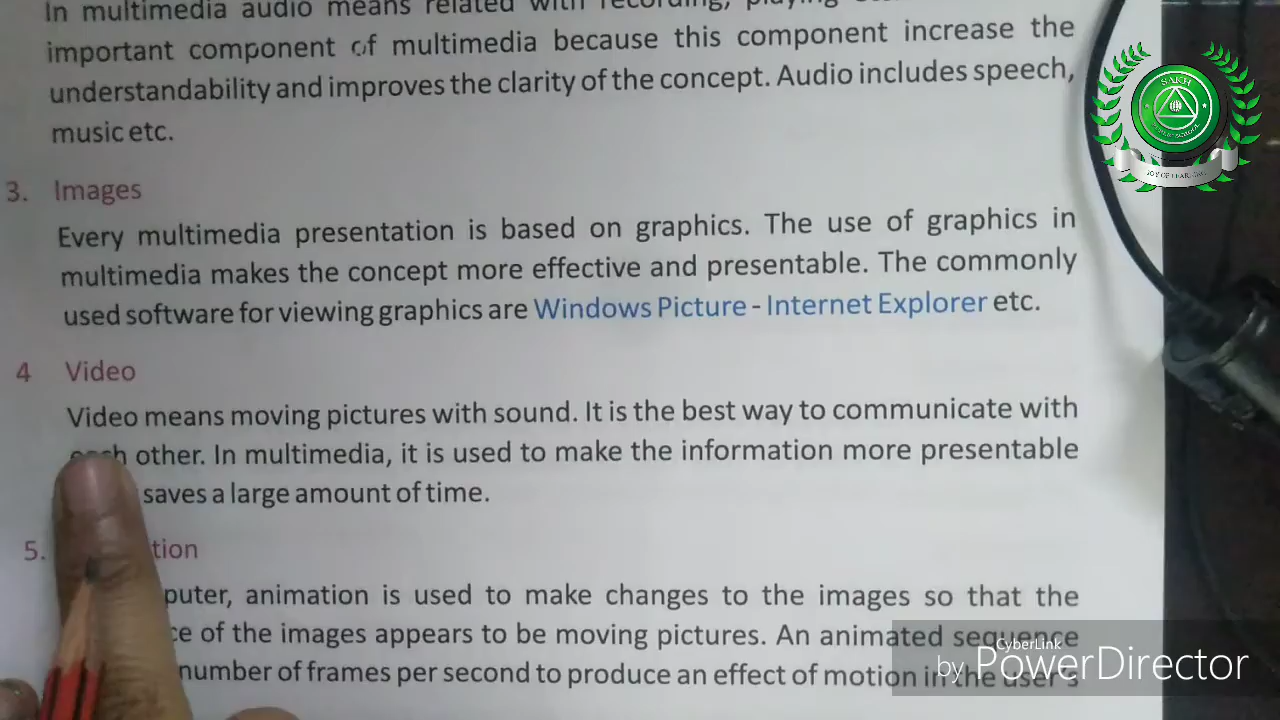 In multimedia audio means related with recording, playing
important component of multimedia because this component increase the
understandability and improves the clarity of the concept. Audio includes speech,
music etc.
3. Images
Every multimedia presentation is based on graphics. The use of graphics in
multimedia makes the concept more effective and presentable. The commonly
used software for viewing graphics are Windows Picture - Internet Explorer etc.
4 Video
Video means moving pictures with sound. It is the best way to communicate with
each other. In multimedia, it is used to make the information more presentable
saves a large amount of time.
5. tion
puter, animation is used to make changes to the images so that the
ce of the images appears to be moving pictures. An animated sequence
number of frames per second to produce an effect of motion in the user's
SAKH
JOY OF LEARNING
CyberLink
by PowerDirector